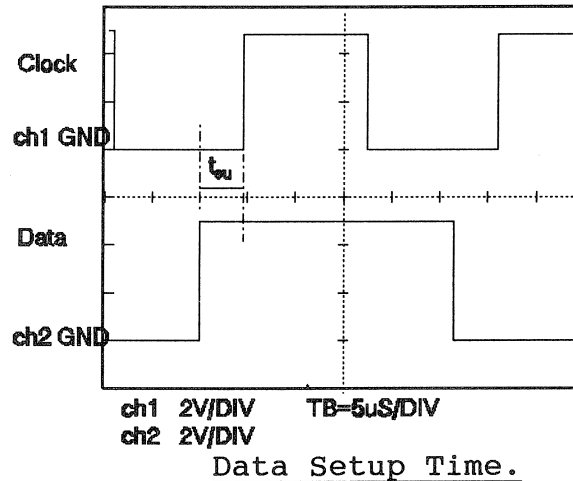 Clock
ch1 GND
tsu
Data
ch2 GND
ch1 2V/DIV TB=5uS/DIV
ch2 2V/DIV
Data Setup Time.